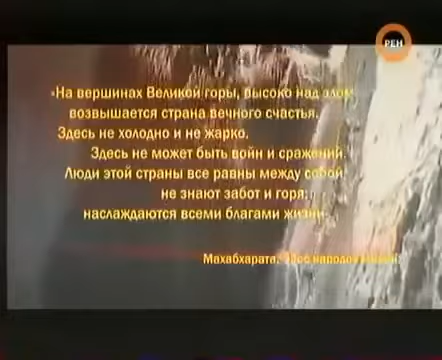 РЕН
«На вершинах Великой горы, высоко над злом
возвышается страна вечного счастья.
Здесь не холодно и не жарко.
Здесь не может быть войн и сражений.
Люди этой страны все равны между собой,
не знают забот и горя,
наслаждаются всеми благами жизни
Махабхарата.